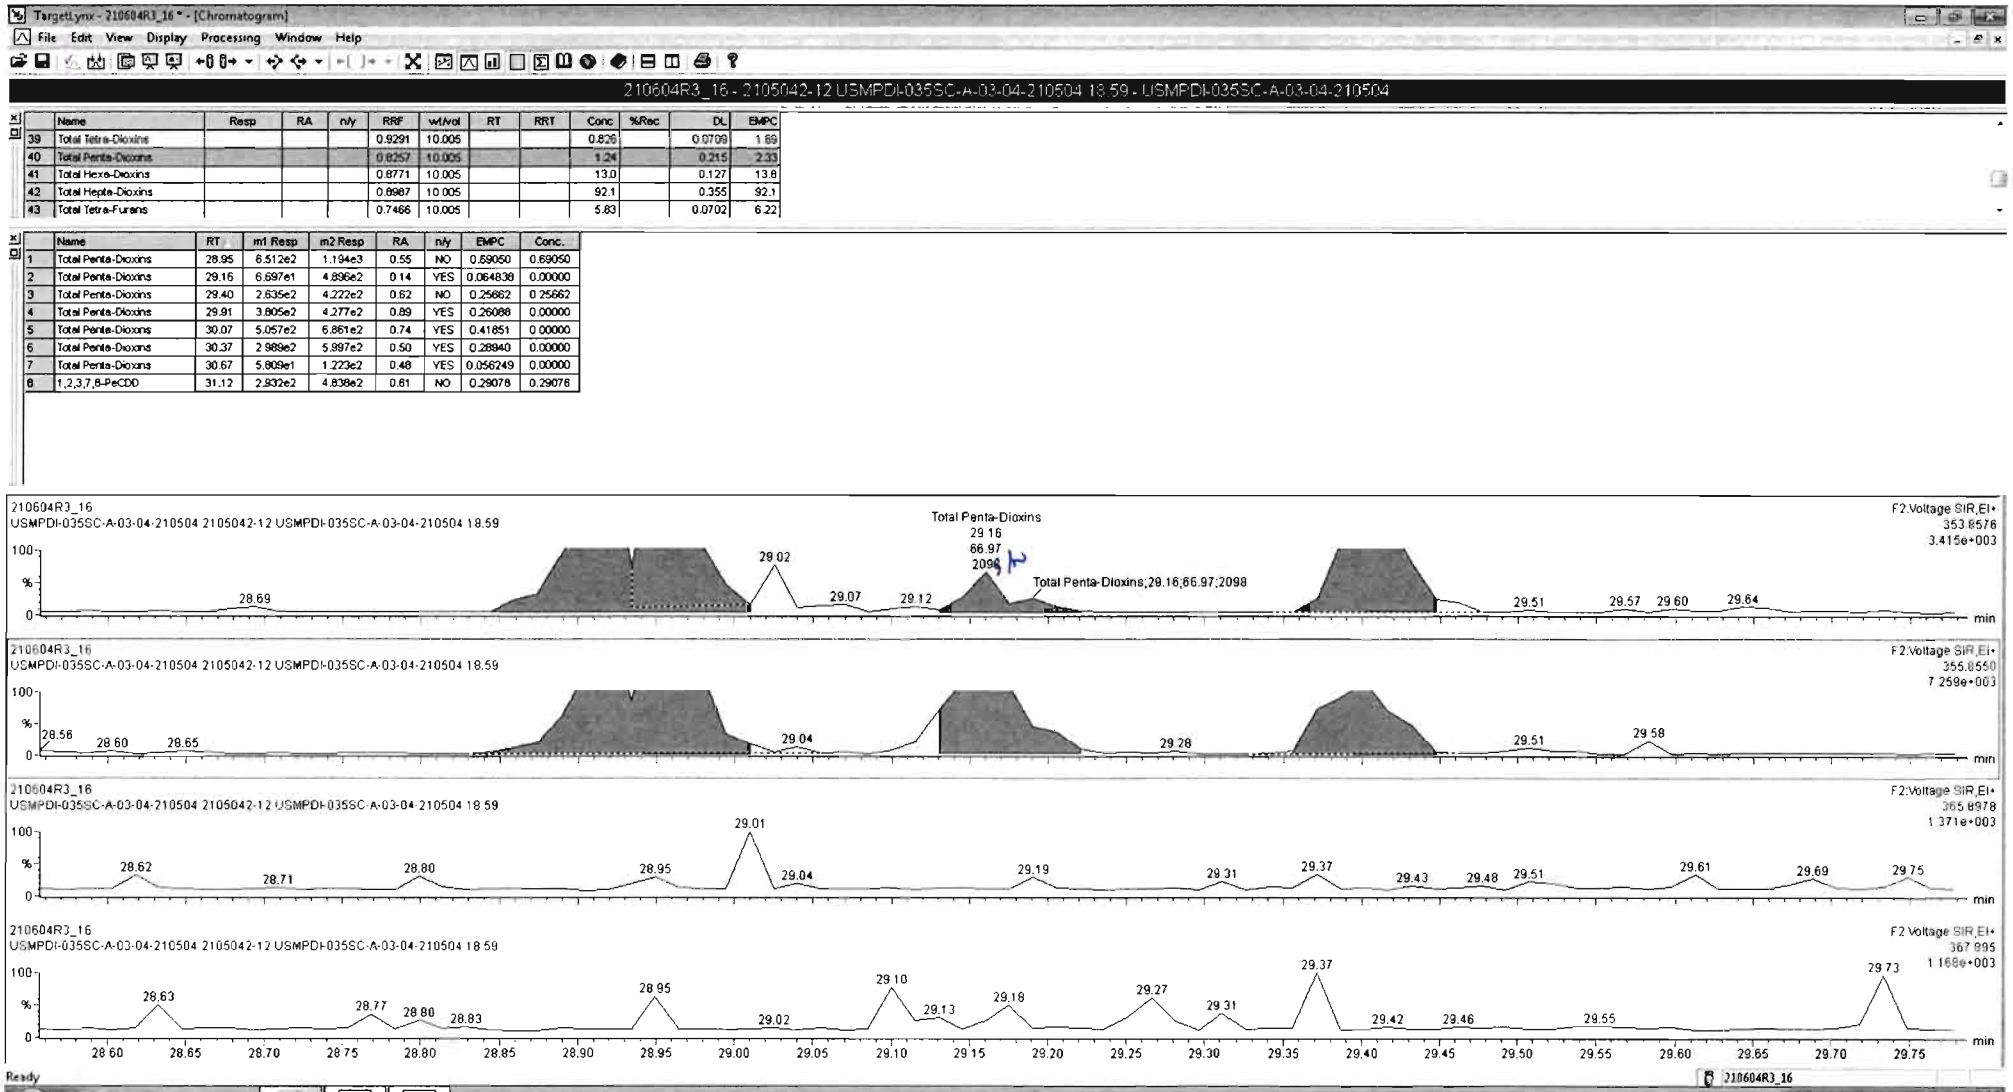 TargetLynx - 210604R3_16 * - [Chromatogram]
File Edit View Display Processing Window Help
210604R3_16 - 2105042-12 USMPDI-035SC-A-03-04-210504 18.59 - USMPDI-035SC-A-03-04-210504
Name Resp RA n/y RRF wt/vol RT RRT Conc %Rec DL EMPC
39 Total Tetra-Dioxins 0.9291 10.005 0.826 0.0709 1.69
40 Total Penta-Dioxins 0.8257 10.005 1.24 0.215 2.33
41 Total Hexa-Dioxins 0.8771 10.005 13.0 0.127 13.8
42 Total Hepta-Dioxins 0.8987 10.005 92.1 0.355 92.1
43 Total Tetra-Furans 0.7466 10.005 5.83 0.0702 6.22
Name RT m1 Resp m2 Resp RA n/y EMPC Conc.
1 Total Penta-Dioxins 28.95 6.512e2 1.194e3 0.55 NO 0.69050 0.69050
2 Total Penta-Dioxins 29.16 6.697e1 4.896e2 0.14 YES 0.064838 0.00000
3 Total Penta-Dioxins 29.40 2.635e2 4.222e2 0.62 NO 0.25662 0.25662
4 Total Penta-Dioxins 29.91 3.805e2 4.277e2 0.89 YES 0.26088 0.00000
5 Total Penta-Dioxins 30.07 5.057e2 6.861e2 0.74 YES 0.41851 0.00000
6 Total Penta-Dioxins 30.37 2.989e2 5.997e2 0.50 YES 0.28940 0.00000
7 Total Penta-Dioxins 30.67 5.809e1 1.223e2 0.48 YES 0.056249 0.00000
8 1,2,3,7,8-PeCDD 31.12 2.932e2 4.838e2 0.61 NO 0.29076 0.29076
210604R3_16
USMPDI-035SC-A-03-04-210504 2105042-12 USMPDI-035SC-A-03-04-210504 18.59
F2:Voltage SIR,EI+
353.8576
3.415e+003
Total Penta-Dioxins
29.16
66.97
2098
Total Penta-Dioxins;29.16;66.97;2098
100
%
0
28.69 29.02 29.07 29.12 29.51 29.57 29.60 29.64
min
210604R3_16
USMPDI-035SC-A-03-04-210504 2105042-12 USMPDI-035SC-A-03-04-210504 18.59
F2:Voltage SIR,EI+
355.8550
7.259e+003
100
%
0
28.56 28.60 28.65 29.04 29.28 29.51 29.58
min
210604R3_16
USMPDI-035SC-A-03-04-210504 2105042-12 USMPDI-035SC-A-03-04-210504 18.59
F2:Voltage SIR,EI+
365.8978
1.371e+003
100
%
0
28.62 28.71 28.80 28.95 29.01 29.04 29.19 29.31 29.37 29.43 29.48 29.51 29.61 29.69 29.75
min
210604R3_16
USMPDI-035SC-A-03-04-210504 2105042-12 USMPDI-035SC-A-03-04-210504 18.59
F2:Voltage SIR,EI+
367.895
1.168e+003
100
%
0
28.63 28.77 28.80 28.83 28.95 29.02 29.10 29.13 29.18 29.27 29.31 29.37 29.42 29.46 29.55 29.73
min
28.60 28.65 28.70 28.75 28.80 28.85 28.90 28.95 29.00 29.05 29.10 29.15 29.20 29.25 29.30 29.35 29.40 29.45 29.50 29.55 29.60 29.65 29.70 29.75
Ready
210604R3_16